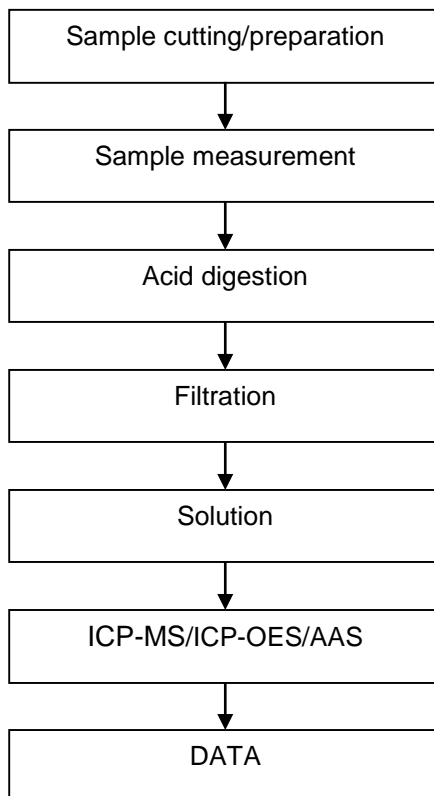 Sample cutting/preparation
Sample measurement
Acid digestion
Filtration
Solution
ICP-MS/ICP-OES/AAS
DATA